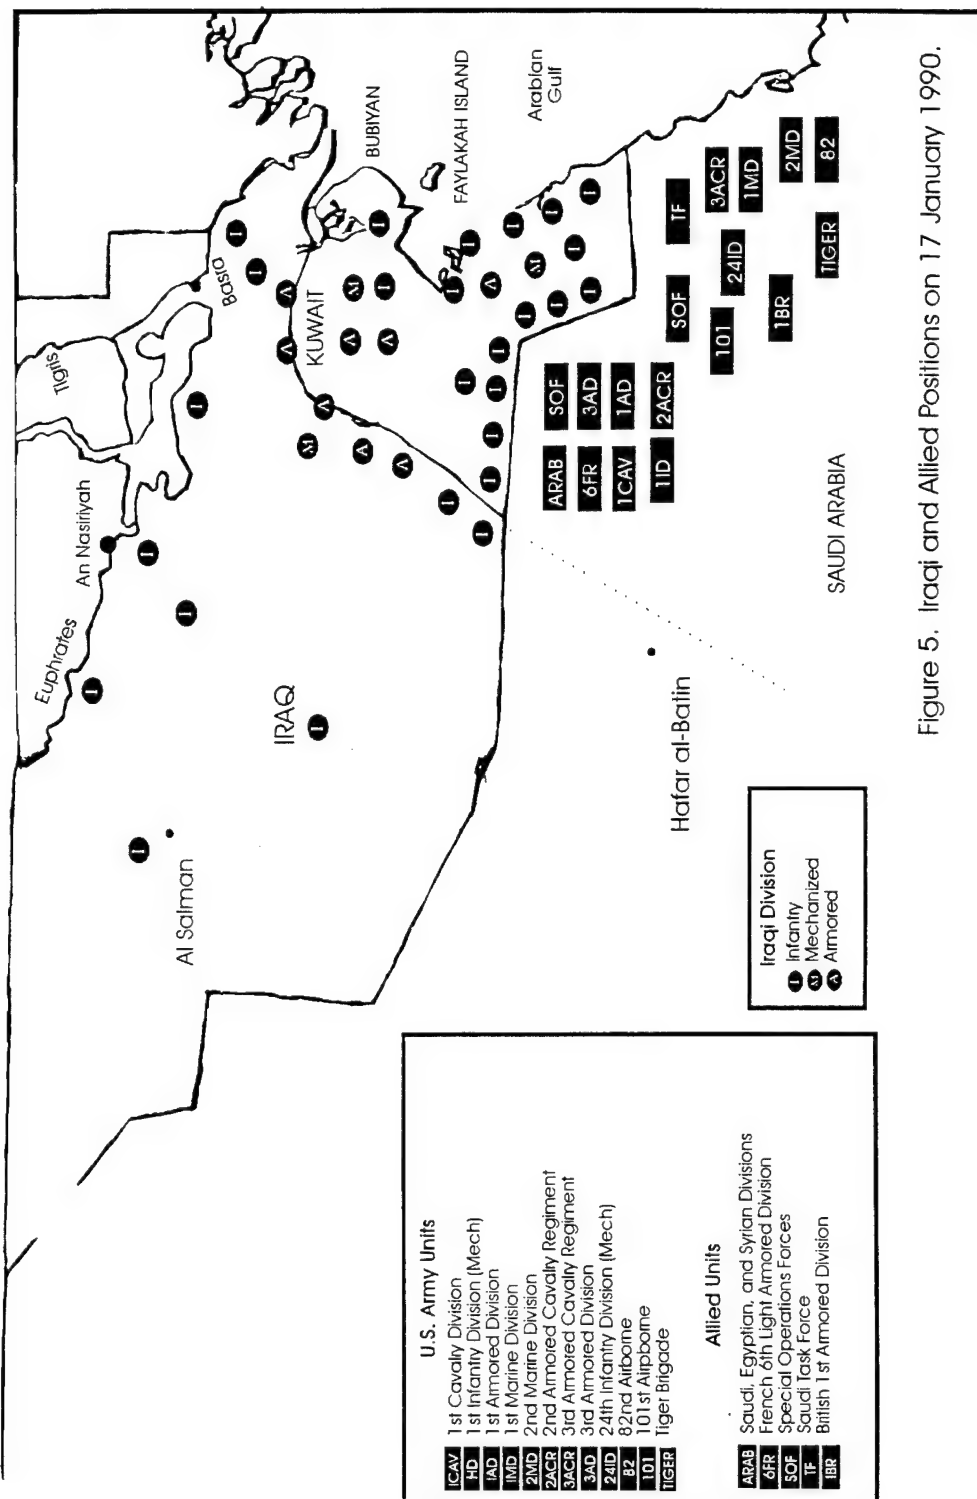 Tigris
Basra
Euphrates
An Nasiriyah
BUBIYAN
KUWAIT
FAYLAKAH ISLAND
Arabian
Gulf
IRAQ
Al Salman
Hafar al-Batin
SAUDI ARABIA
I
I
I
I
I
I
I
I
A
A
A
M
A
A
M
A
A
I
I
I
I
I
I
I
I
I
I
I
A
M
I
I
I
I
I
I
I
I
ARAB
SOF
6FR
3AD
1CAV
1AD
1ID
2ACR
SOF
TF
101
24ID
3ACR
1MD
1BR
2MD
TIGER
82
U.S. Army Units
ICAV 1st Cavalry Division
HD 1st Infantry Division (Mech)
IAD 1st Armored Division
IMD 1st Marine Division
2MD 2nd Marine Division
2ACR 2nd Armored Cavalry Regiment
3ACR 3rd Armored Cavalry Regiment
3AD 3rd Armored Division
24ID 24th Infantry Division (Mech)
82 82nd Airborne
101 101st Airpborne
TIGER Tiger Brigade
Allied Units
ARAB Saudi, Egyptian, and Syrian Divisions
6FR French 6th Light Armored Division
SOF Special Operations Forces
TF Saudi Task Force
IBR British 1st Armored Division
Iraqi Division
I Infantry
M Mechanized
A Armored
Figure 5. Iraqi and Allied Positions on 17 January 1990.